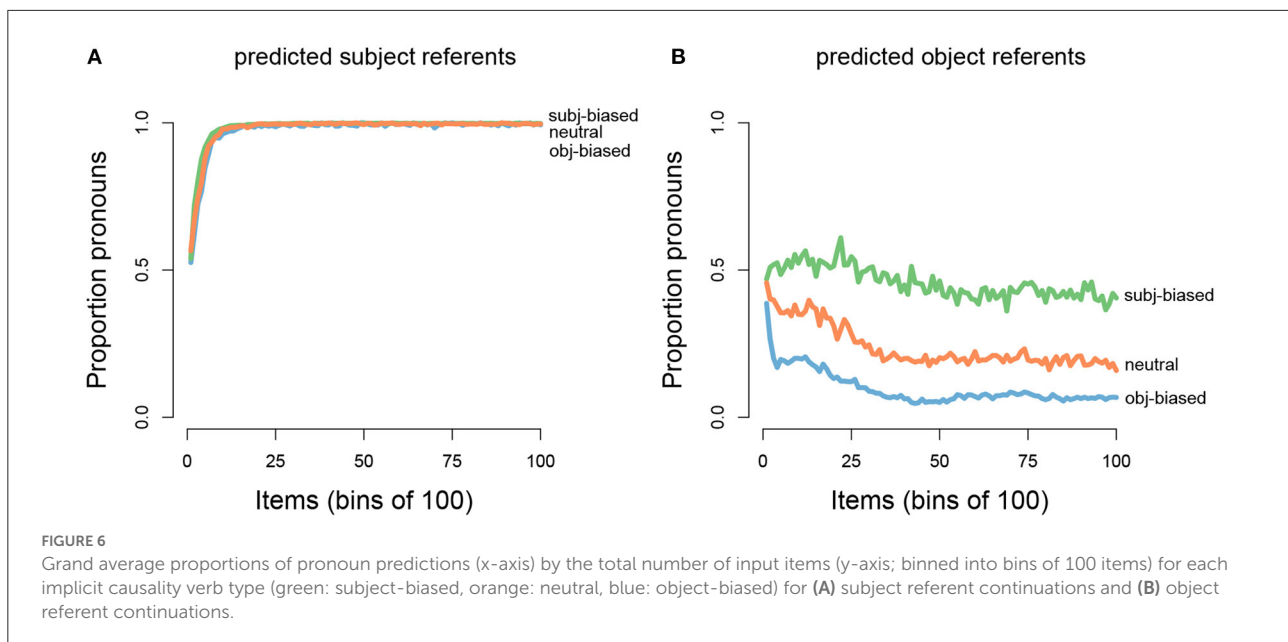 A
predicted subject referents
Proportion pronouns
1.0
0.5
0.0
subj-biased
neutral
obj-biased
0
25
50
75
100
Items (bins of 100)
B
predicted object referents
Proportion pronouns
1.0
0.5
0.0
subj-biased
neutral
obj-biased
0
25
50
75
100
Items (bins of 100)
FIGURE 6
Grand average proportions of pronoun predictions (x-axis) by the total number of input items (y-axis; binned into bins of 100 items) for each
implicit causality verb type (green: subject-biased, orange: neutral, blue: object-biased) for (A) subject referent continuations and (B) object
referent continuations.